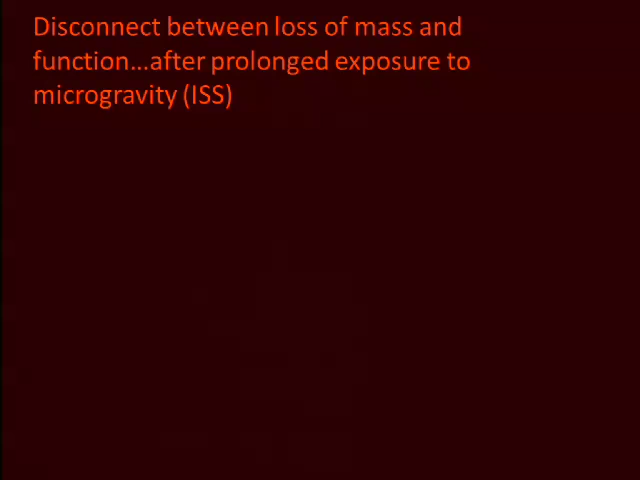 Disconnect between loss of mass and
function...after prolonged exposure to
microgravity (ISS)